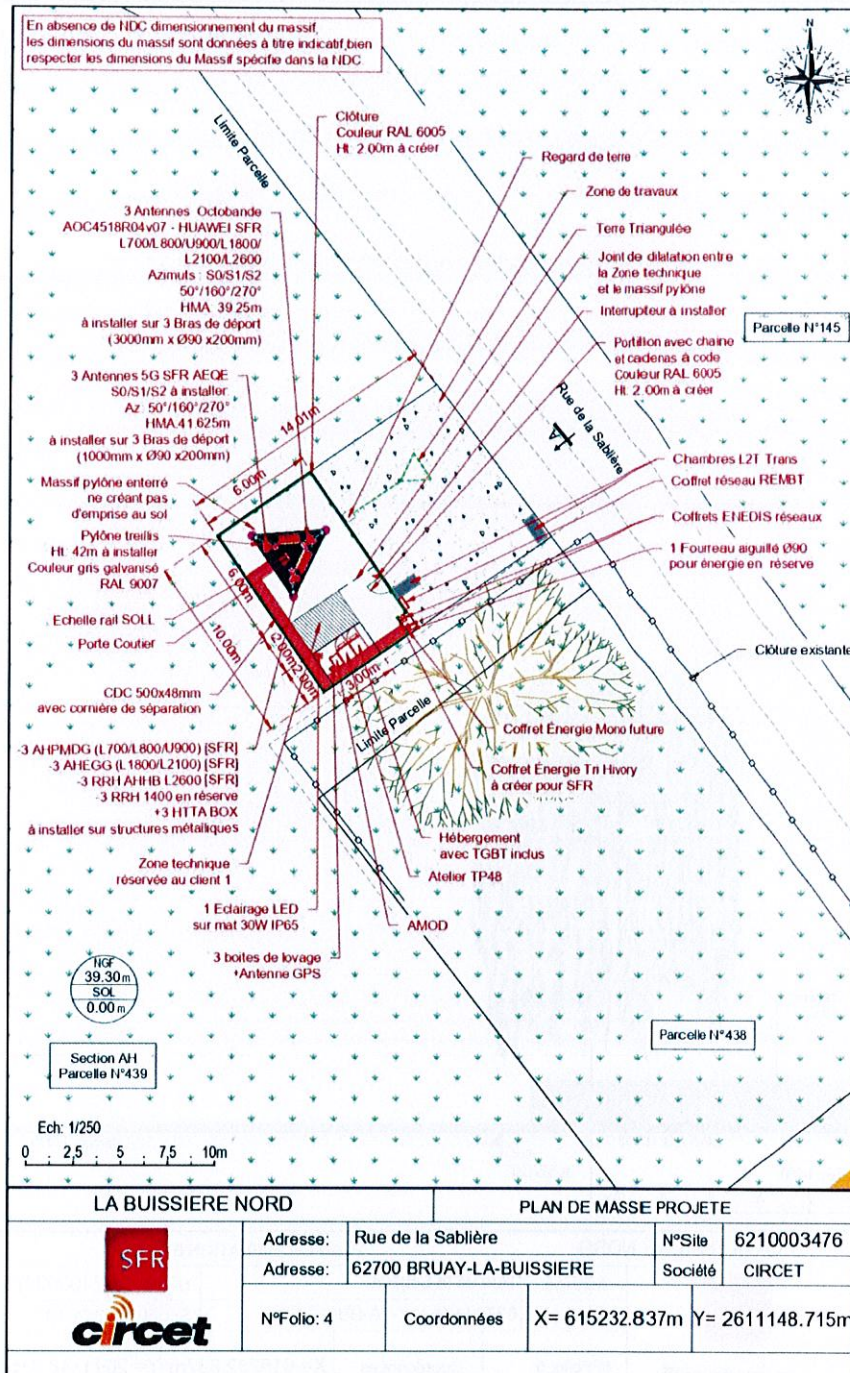 En absence de NDC dimensionnement du massif,
les dimensions du massif sont données à titre indicatif,bien
respecter les dimensions du Massif spécifie dans la NDC
N
O
E
S
Limite Parcelle
Clôture
Couleur RAL 6005
Ht: 2.00m à créer
Regard de terre
Zone de travaux
Terre Triangulée
Joint de dilatation entre
la Zone technique
et le massif pylône
Interrupteur à installer
Portillon avec chaine
et cadenas à code
Couleur RAL 6005
Ht: 2.00m à créer
Parcelle N°145
Rue de la Sablière
A
3 Antennes Octobande
AOC4518R04v07 - HUAWEI SFR
L700/L800/U900/L1800/
L2100/L2600
Azimuts : S0/S1/S2
50°/160°/270°
HMA: 39.25m
à installer sur 3 Bras de déport
(3000mm x Ø90 x200mm)
3 Antennes 5G SFR AEQE
S0/S1/S2 à installer
Az: 50°/160°/270°
HMA:41.625m
à installer sur 3 Bras de déport
(1000mm x Ø90 x200mm)
14.01m
6.00m
Massif pylône enterré
ne créant pas
d'emprise au sol
Pylône treillis
Ht: 42m à installer
Couleur gris galvanisé
RAL 9007
6.00m
10.00m
2.00m
2.00m
3.00m
Echelle rail SOLL
Porte Coutier
CDC 500x48mm
avec cornière de séparation
-3 AHPMDG (L700/L800/U900) [SFR]
-3 AHEGG (L1800/L2100) [SFR]
-3 RRH AHHB L2600 [SFR]
-3 RRH 1400 en réserve
+3 HTTA BOX
à installer sur structures métalliques
Zone technique
réservée au client 1
1 Eclairage LED
sur mat 30W IP65
3 boites de lovage
+Antenne GPS
Chambres L2T Trans
Coffret réseau REMBT
Coffrets ENEDIS réseaux
1 Fourreau aiguillé Ø90
pour énergie en réserve
Clôture existante
Limite Parcelle
Coffret Énergie Mono future
Coffret Énergie Tri Hivory
à créer pour SFR
Hébergement
avec TGBT inclus
Atelier TP48
AMOD
NGF
39.30 m
SOL
0.00 m
Section AH
Parcelle N°439
Parcelle N°438
Ech: 1/250
0 2,5 5 7,5 10m
LA BUISSIERE NORD
PLAN DE MASSE PROJETE
SFR
circet
Adresse: Rue de la Sablière
N°Site 6210003476
Adresse: 62700 BRUAY-LA-BUISSIERE
Société CIRCET
N°Folio: 4
Coordonnées
X= 615232.837m
Y= 2611148.715m